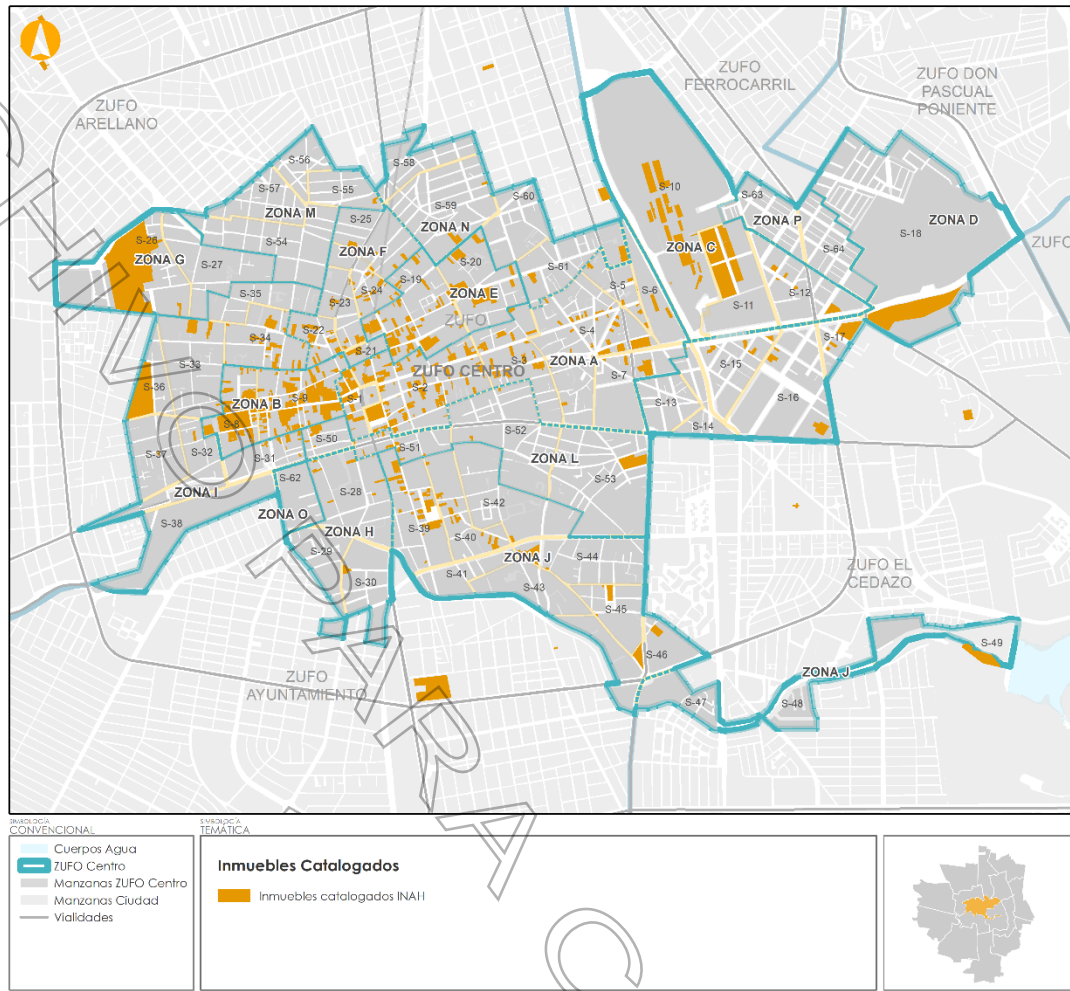 ZUFO
ARELLANO
ZUFO
FERROCARRIL
ZUFO DON
PASCUAL
PONIENTE
S-56
S-58
S-57
S-55
S-63
S-10
S-59
S-60
ZONA M
S-25
ZONA N
ZONA P
ZONA D
S-18
S-54
S-26
ZONA G
ZONA F
S-20
ZONA C
S-64
ZUFO
S-27
S-19
S-61
S-5
S-24
S-6
S-12
S-35
S-23
ZONA E
S-11
ZUFO
S-22
S-4
S-17
S-34
S-21
S-33
S-3
ZONA A
S-15
ZUFO CENTRO
S-7
S-36
S-2
S-9
S-1
S-16
ZONA B
S-13
S-8
S-14
S-52
S-50
S-51
S-37
S-32
S-31
ZONA L
S-62
S-53
S-28
ZONA I
S-42
ZONA O
S-38
S-39
ZONA H
S-40
S-29
ZONA J
S-44
S-41
S-43
S-30
S-45
ZUFO EL
CEDAZO
S-46
S-49
ZUFO
AYUNTAMIENTO
ZONA J
S-47
S-48
SIMBOLOGÍA
CONVENCIONAL
Cuerpos Agua
ZUFO Centro
Manzanas ZUFO Centro
Manzanas Ciudad
Vialidades
SIMBOLOGÍA
TEMATICA
Inmuebles Catalogados
Inmuebles catalogados INAH